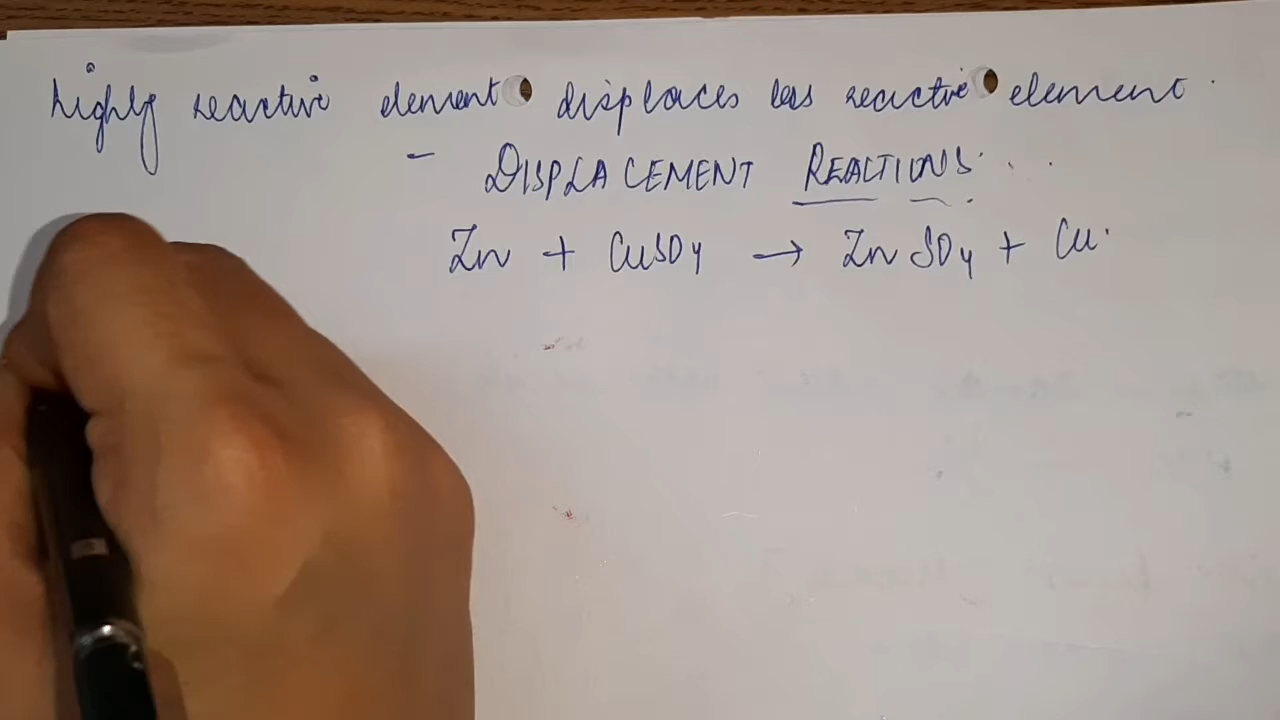 highly reactive element displaces less reactive element.
- DISPLACEMENT REACTIONS.
Zn + CuSO4 → ZnSO4 + Cu.